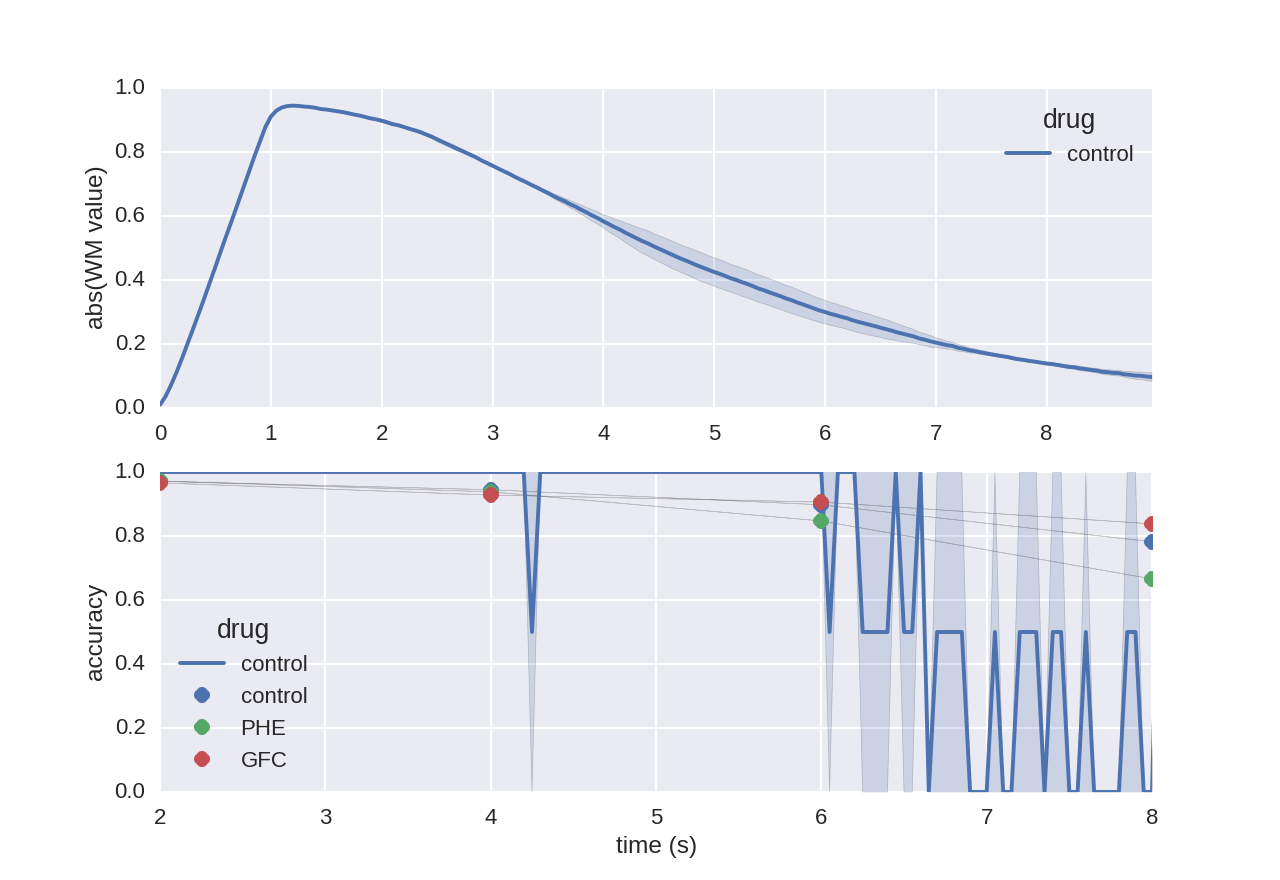 1.0
drug
control
0.8
0.6
abs(WM value)
0.4
0.2
0.0
0 1 2 3 4 5 6 7 8
1.0
0.8
0.6
accuracy
drug
control
0.4
control
0.2
PHE
GFC
0.0
2 3 4 5 6 7 8
time (s)